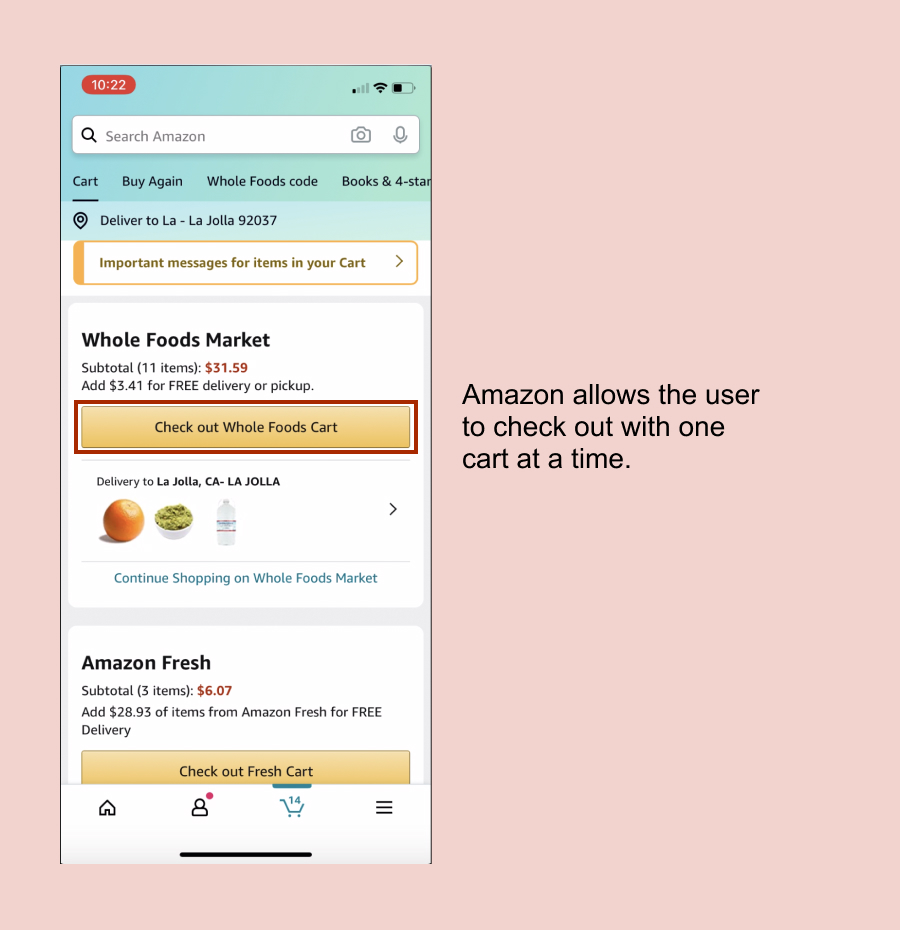 10:22
Search Amazon
Cart Buy Again Whole Foods code Books & 4-star
Deliver to La - La Jolla 92037
Important messages for items in your Cart
Whole Foods Market
Subtotal (11 items): $31.59
Add $3.41 for FREE delivery or pickup.
Check out Whole Foods Cart
Delivery to La Jolla, CA- LA JOLLA
Continue Shopping on Whole Foods Market
Amazon Fresh
Subtotal (3 items): $6.07
Add $28.93 of items from Amazon Fresh for FREE
Delivery
Check out Fresh Cart
14
Amazon allows the user
to check out with one
cart at a time.